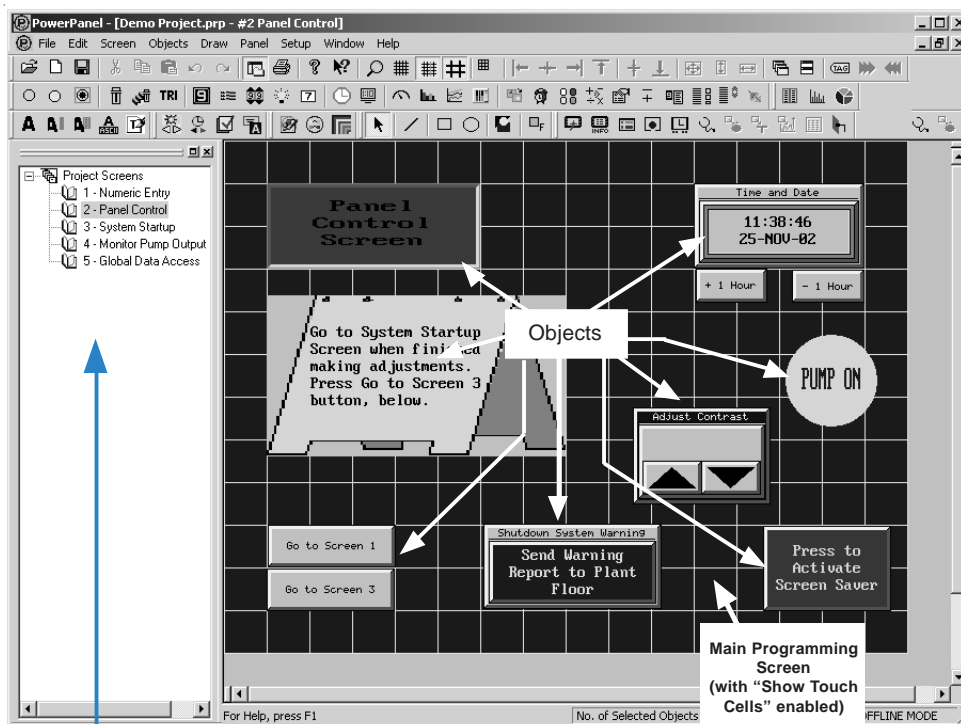 PowerPanel - [Demo Project.prp - #2 Panel Control]
File Edit Screen Objects Draw Panel Setup Window Help
TAG
TRI
ASCII
INFO
Project Screens
1 - Numeric Entry
2 - Panel Control
3 - System Startup
4 - Monitor Pump Output
5 - Global Data Access
Panel
Control
Screen
Time and Date
11:38:46
25-NOV-02
+ 1 Hour
- 1 Hour
Go to System Startup
Screen when finished
making adjustments.
Press Go to Screen 3
button, below.
Objects
PUMP ON
Adjust Contrast
Go to Screen 1
Go to Screen 3
Shutdown System Warning
Send Warning
Report to Plant
Floor
Press to
Activate
Screen Saver
Main Programming
Screen
(with “Show Touch
Cells” enabled)
For Help, press F1
No. of Selected Objects
OFFLINE MODE